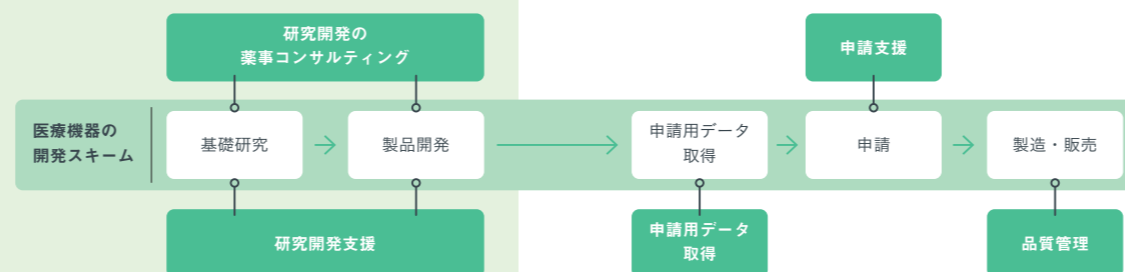 研究開発の
薬事コンサルティング
申請支援
医療機器の
開発スキーム
基礎研究
製品開発
申請用データ
取得
申請
製造・販売
研究開発支援
申請用データ
取得
品質管理